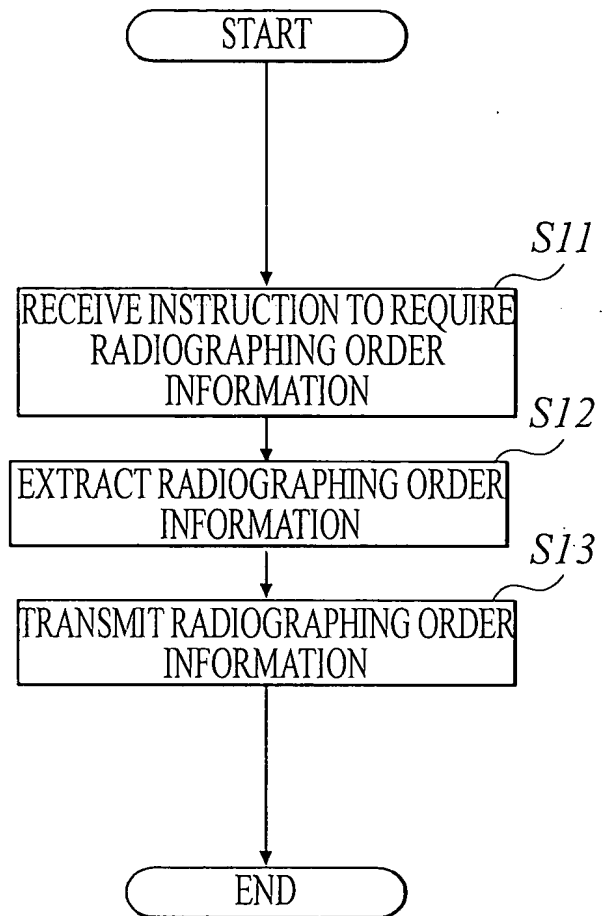 START
S11
RECEIVE INSTRUCTION TO REQUIRE
RADIOGRAPHING ORDER
INFORMATION
S12
EXTRACT RADIOGRAPHING ORDER
INFORMATION
S13
TRANSMIT RADIOGRAPHING ORDER
INFORMATION
END